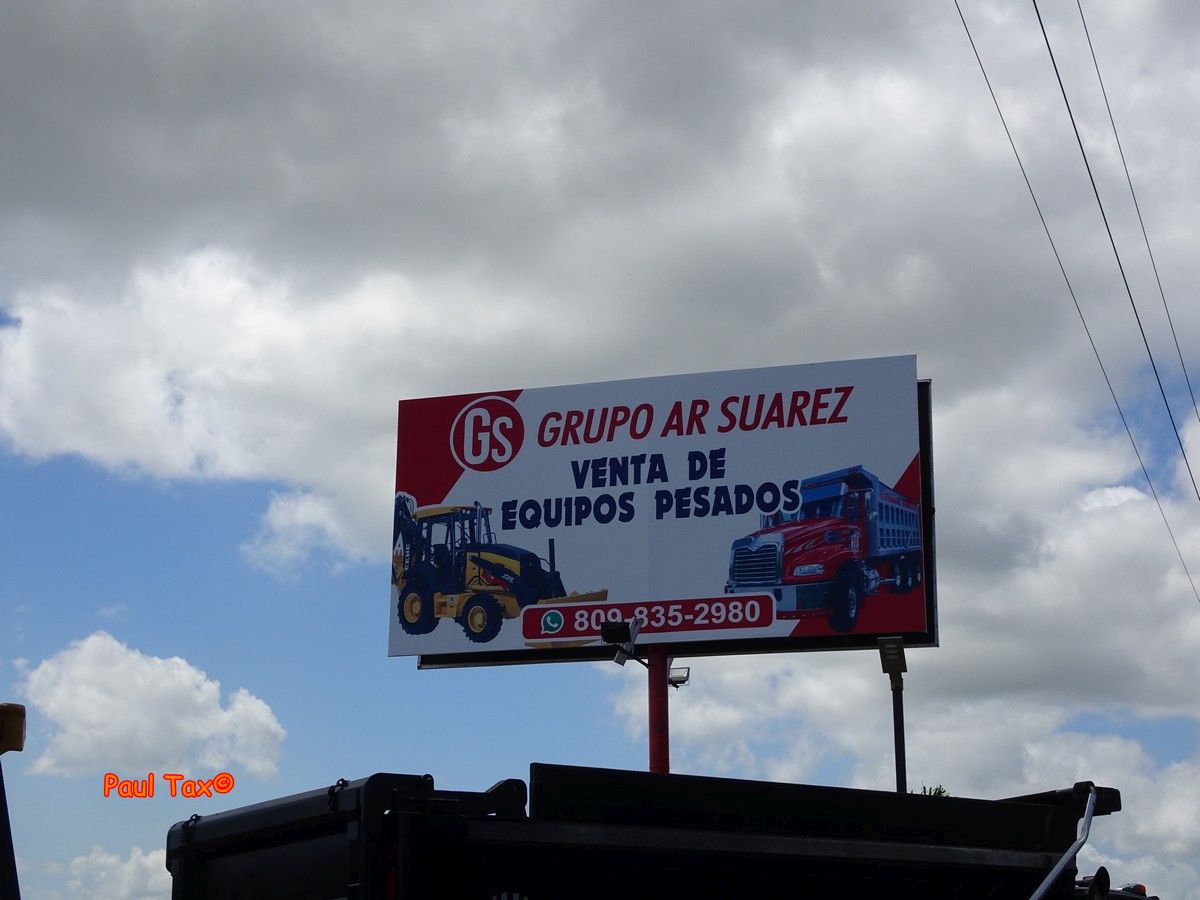 GS GRUPO AR SUAREZ
VENTA DE
EQUIPOS PESADOS
809-835-2980
Paul Tax©